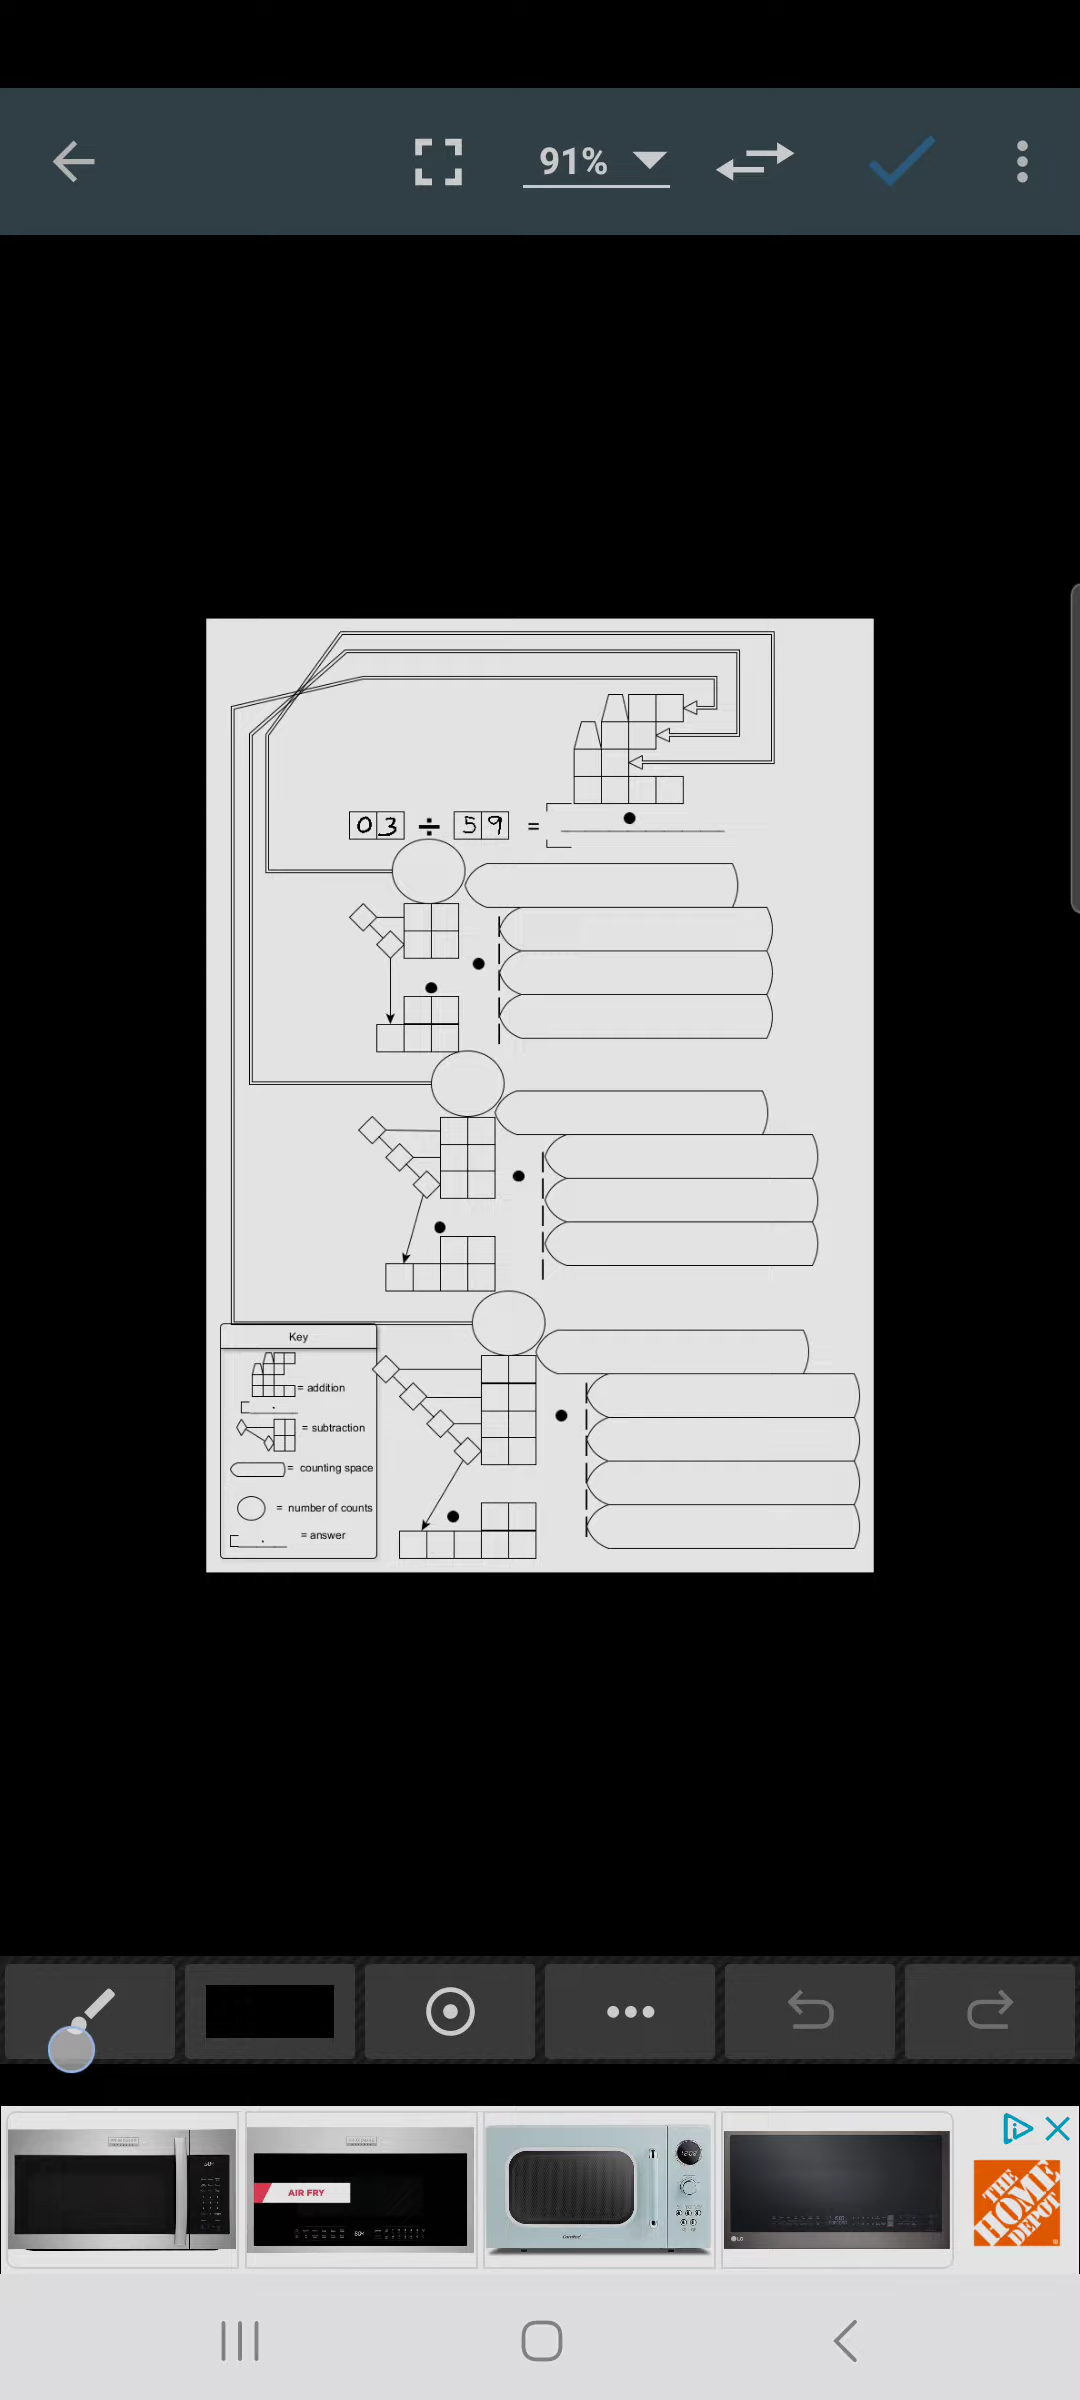 91%
03 ÷ 59 =
Key
= addition
= subtraction
= counting space
= number of counts
= answer
AIR FRY
THE HOME DEPOT